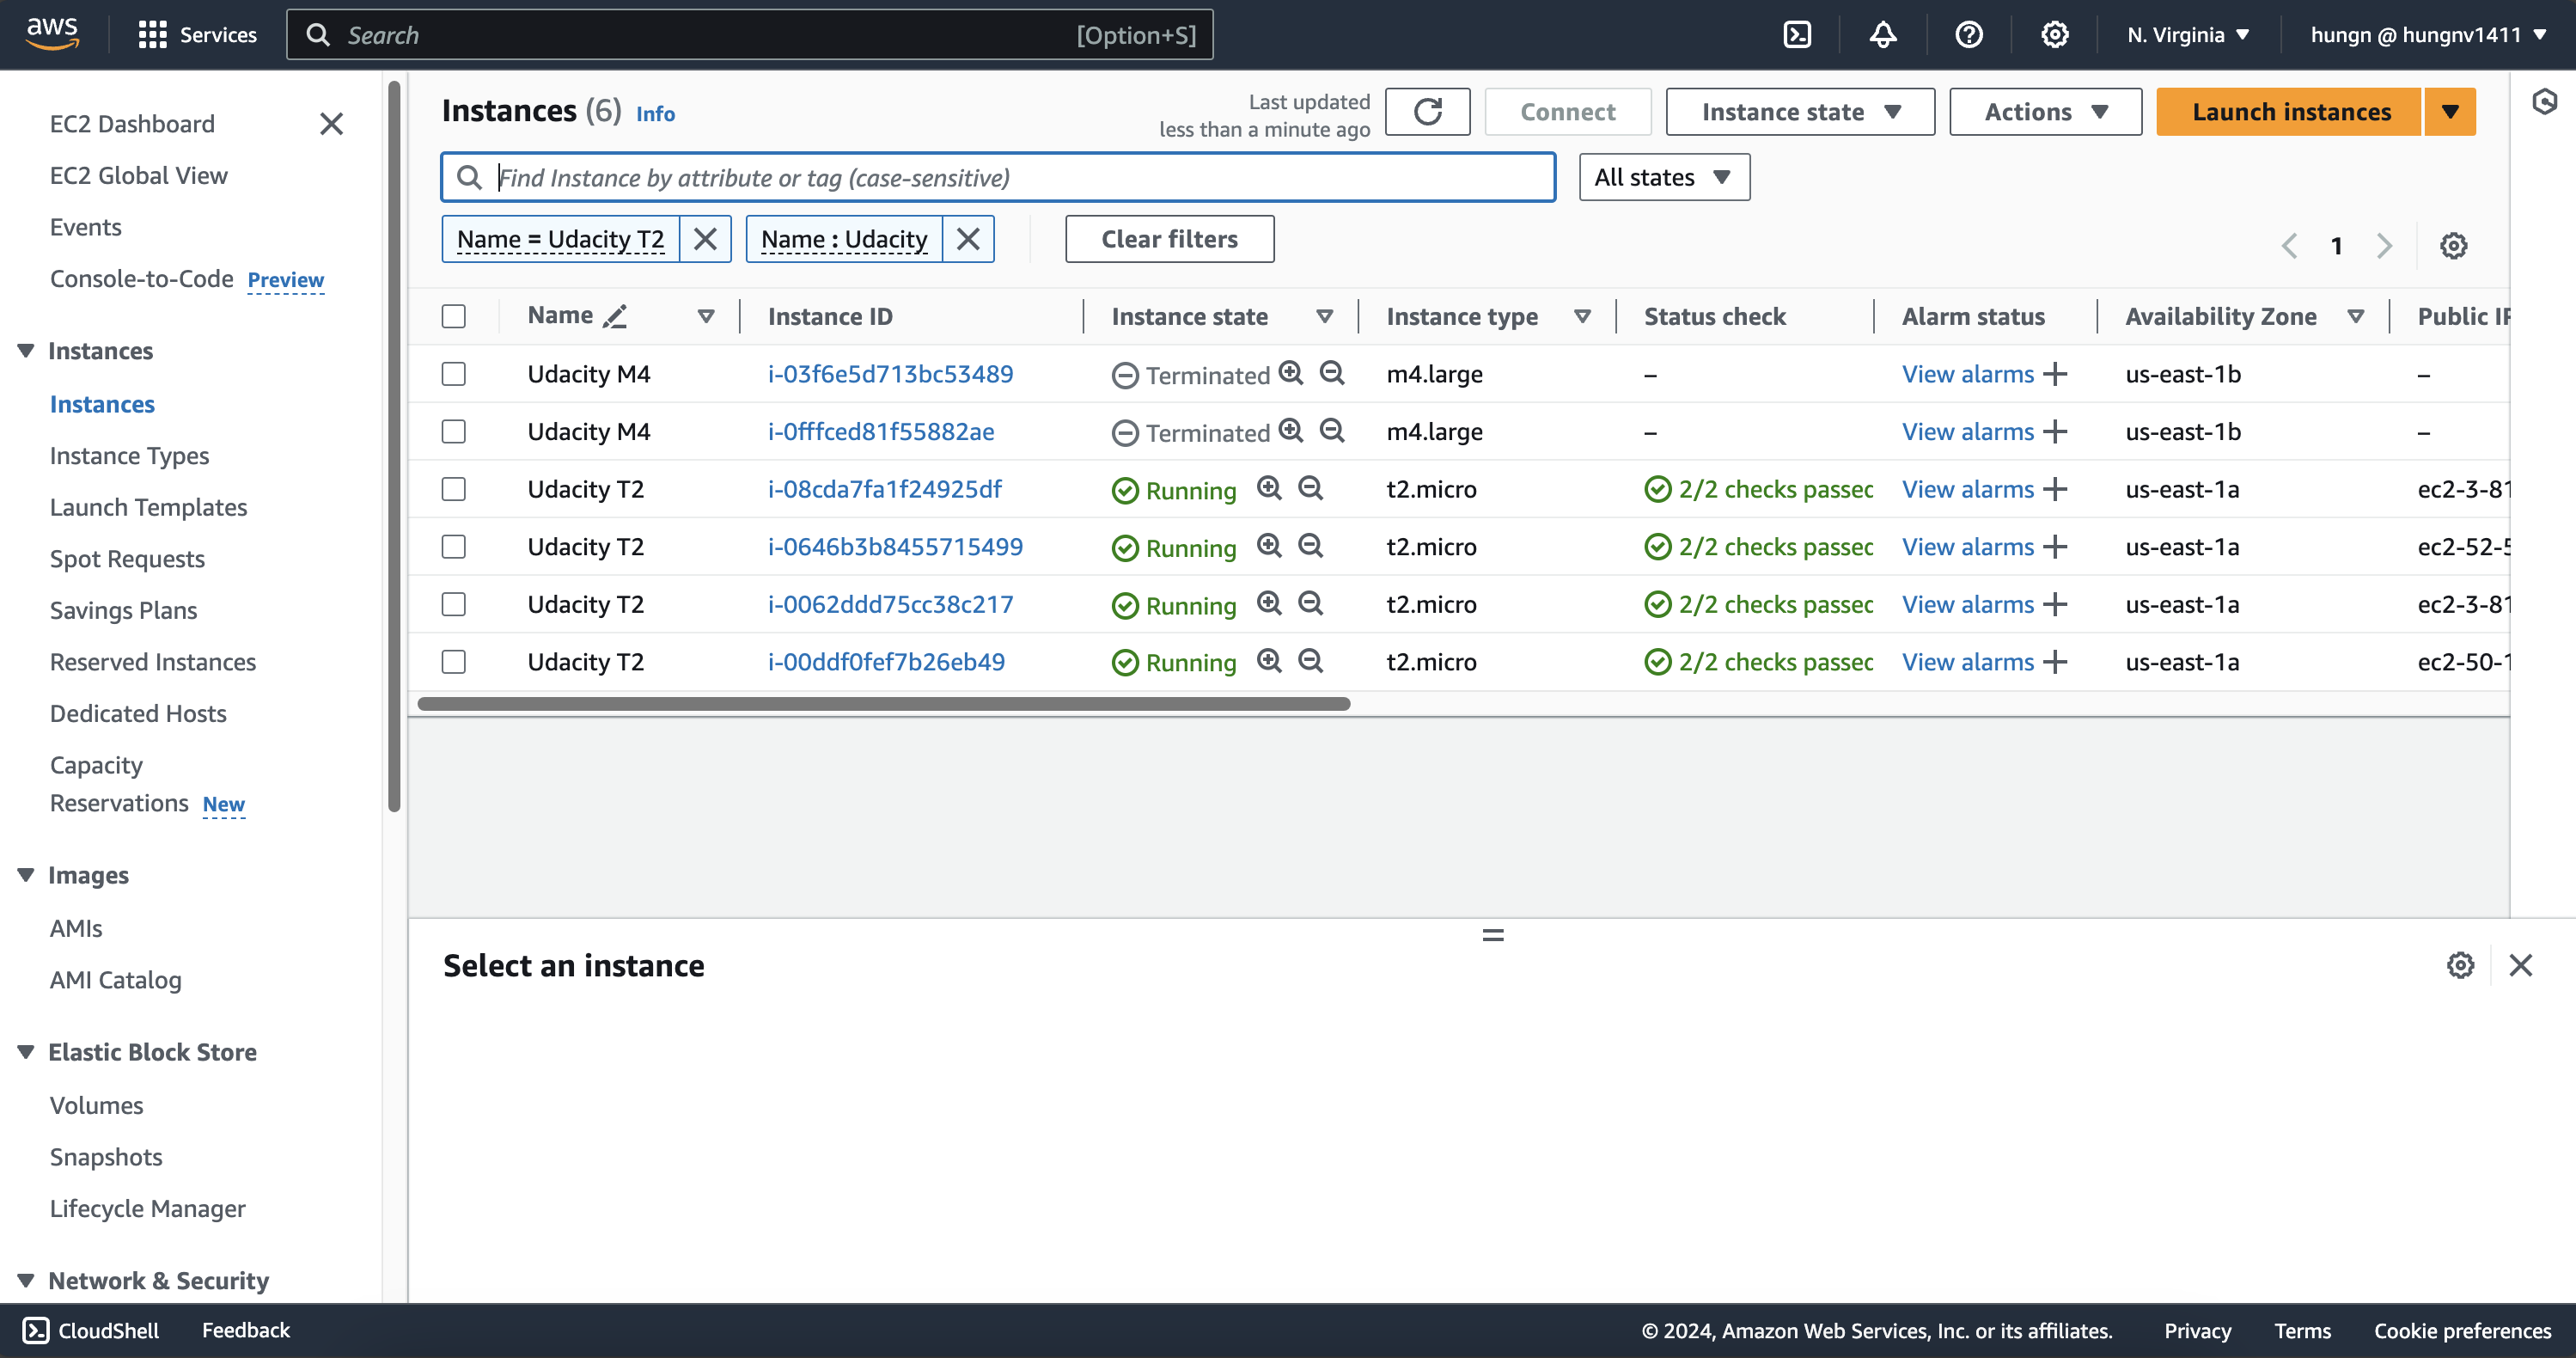 aws Services Search [Option+S] N. Virginia hungn @ hungnv1411
EC2 Dashboard
EC2 Global View
Events
Console-to-Code Preview
Instances
Instances
Instance Types
Launch Templates
Spot Requests
Savings Plans
Reserved Instances
Dedicated Hosts
Capacity
Reservations New
Images
AMIs
AMI Catalog
Elastic Block Store
Volumes
Snapshots
Lifecycle Manager
Network & Security
Instances (6) Info
Last updated
less than a minute ago
Connect Instance state Actions Launch instances
Find Instance by attribute or tag (case-sensitive) All states
Name = Udacity T2 Name : Udacity Clear filters 1
Name Instance ID Instance state Instance type Status check Alarm status Availability Zone Public IP
Udacity M4 i-03f6e5d713bc53489 Terminated m4.large – View alarms + us-east-1b –
Udacity M4 i-0fffced81f55882ae Terminated m4.large – View alarms + us-east-1b –
Udacity T2 i-08cda7fa1f24925df Running t2.micro 2/2 checks passed View alarms + us-east-1a ec2-3-81
Udacity T2 i-0646b3b8455715499 Running t2.micro 2/2 checks passed View alarms + us-east-1a ec2-52-5
Udacity T2 i-0062ddd75cc38c217 Running t2.micro 2/2 checks passed View alarms + us-east-1a ec2-3-81
Udacity T2 i-00ddf0fef7b26eb49 Running t2.micro 2/2 checks passed View alarms + us-east-1a ec2-50-1
Select an instance
CloudShell Feedback © 2024, Amazon Web Services, Inc. or its affiliates. Privacy Terms Cookie preferences